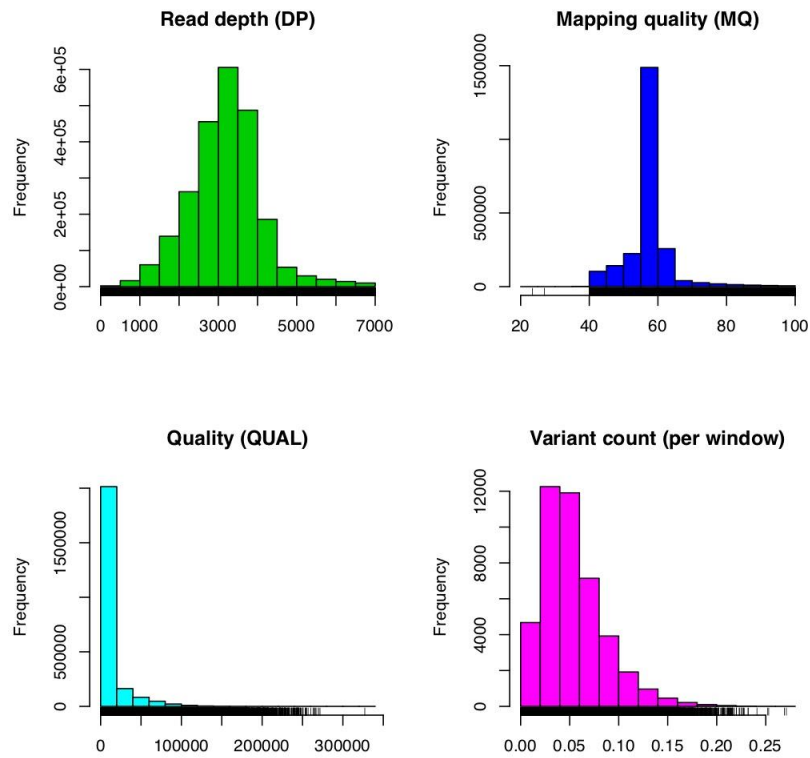 Read depth (DP)
Frequency
6e+05
4e+05
2e+05
0e+00
0 1000 3000 5000 7000
Mapping quality (MQ)
Frequency
1500000
500000
0
20 40 60 80 100
Quality (QUAL)
Frequency
1500000
500000
0
0 100000 200000 300000
Variant count (per window)
Frequency
12000
8000
4000
0
0.00 0.05 0.10 0.15 0.20 0.25